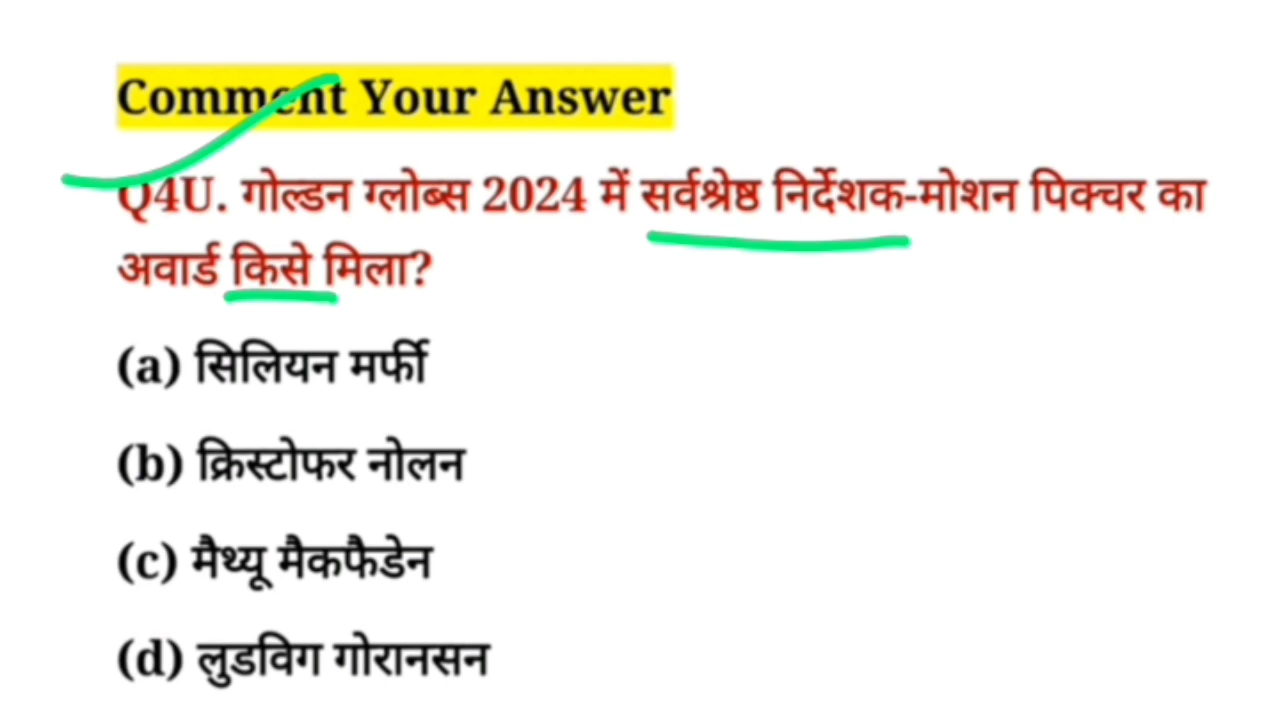 Comment Your Answer
Q4U. गोल्डन ग्लोब्स 2024 में सर्वश्रेष्ठ निर्देशक-मोशन पिक्चर का
अवार्ड किसे मिला?
(a) सिलियन मर्फी
(b) क्रिस्टोफर नोलन
(c) मैथ्यू मैकफैडेन
(d) लुडविग गोरानसन